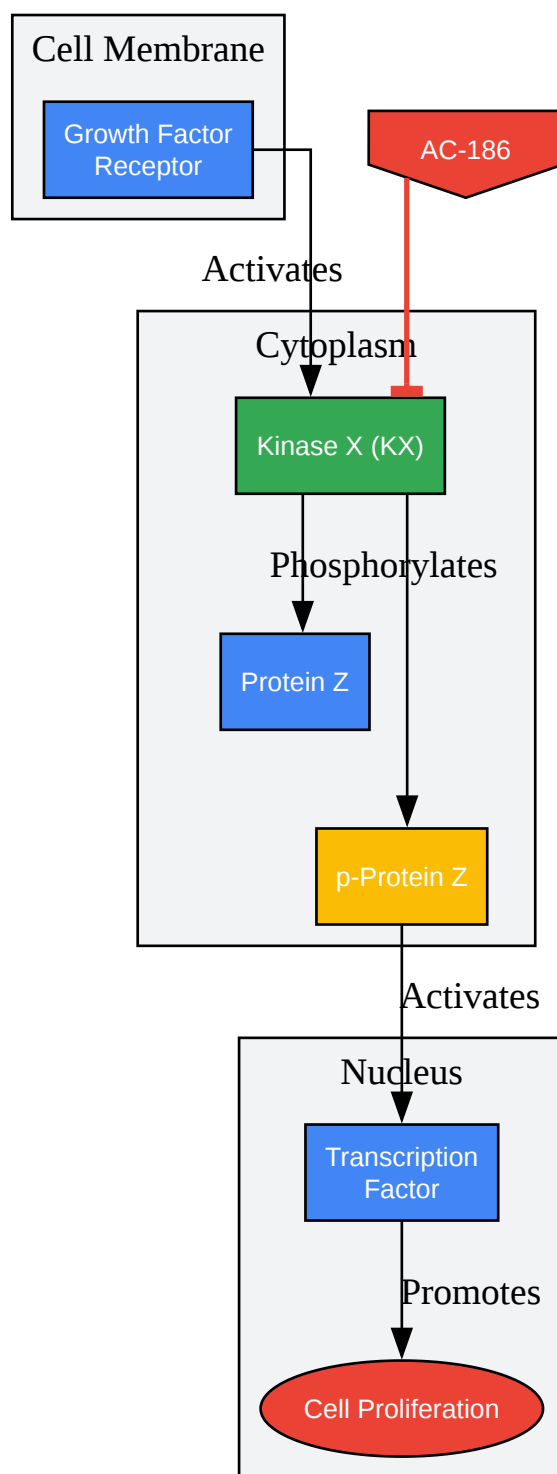 Cell Membrane
Growth Factor
Receptor
AC-186
Activates
Cytoplasm
Kinase X (KX)
Phosphorylates
Protein Z
p-Protein Z
Activates
Nucleus
Transcription
Factor
Promotes
Cell Proliferation